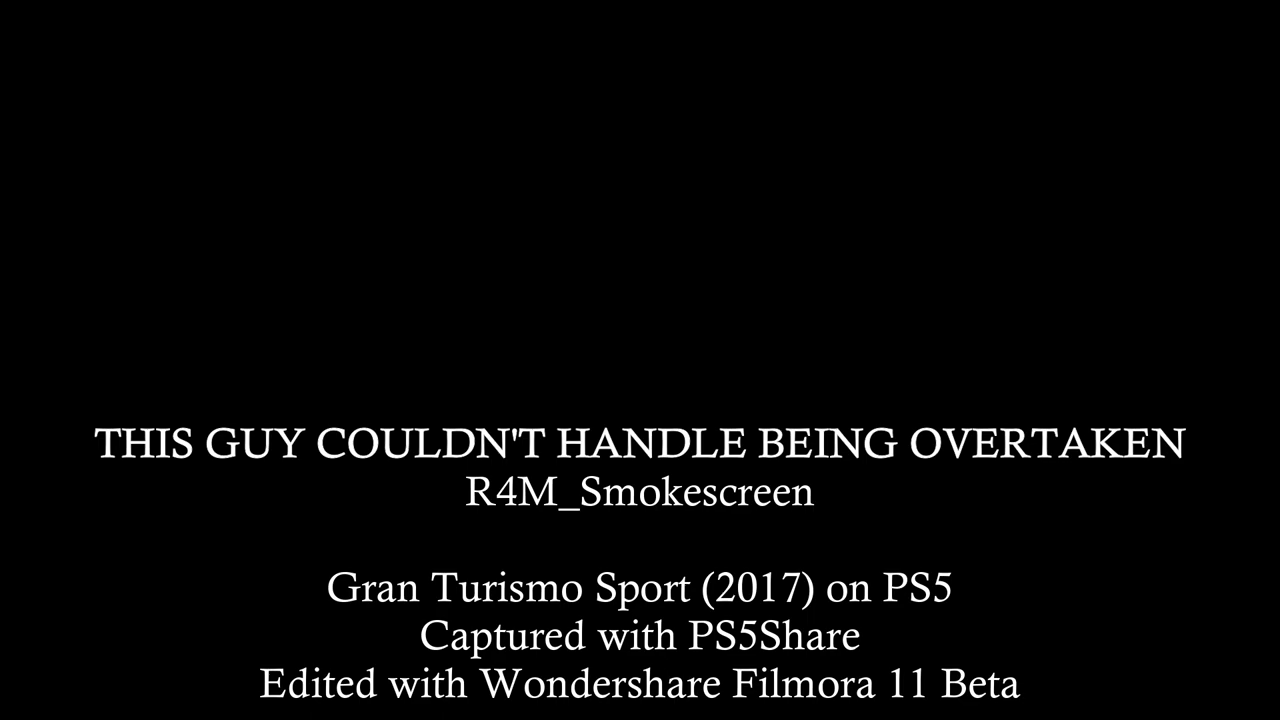 THIS GUY COULDN'T HANDLE BEING OVERTAKEN
R4M_Smokescreen
Gran Turismo Sport (2017) on PS5
Captured with PS5Share
Edited with Wondershare Filmora 11 Beta